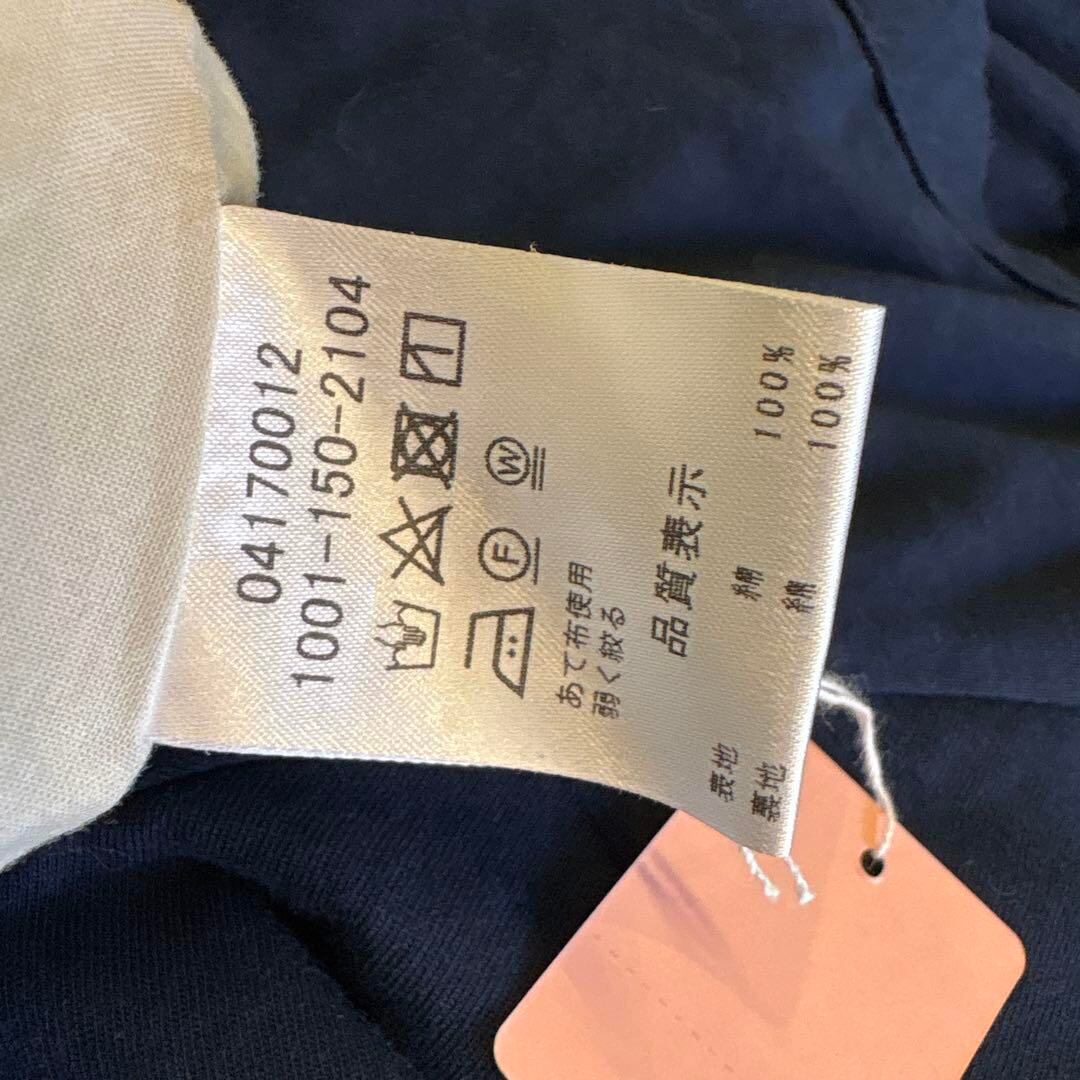 品質表示
表地 綿 100%
裏地 綿 100%
あて布使用
弱く絞る
F
W
1001-150-2104
04170012